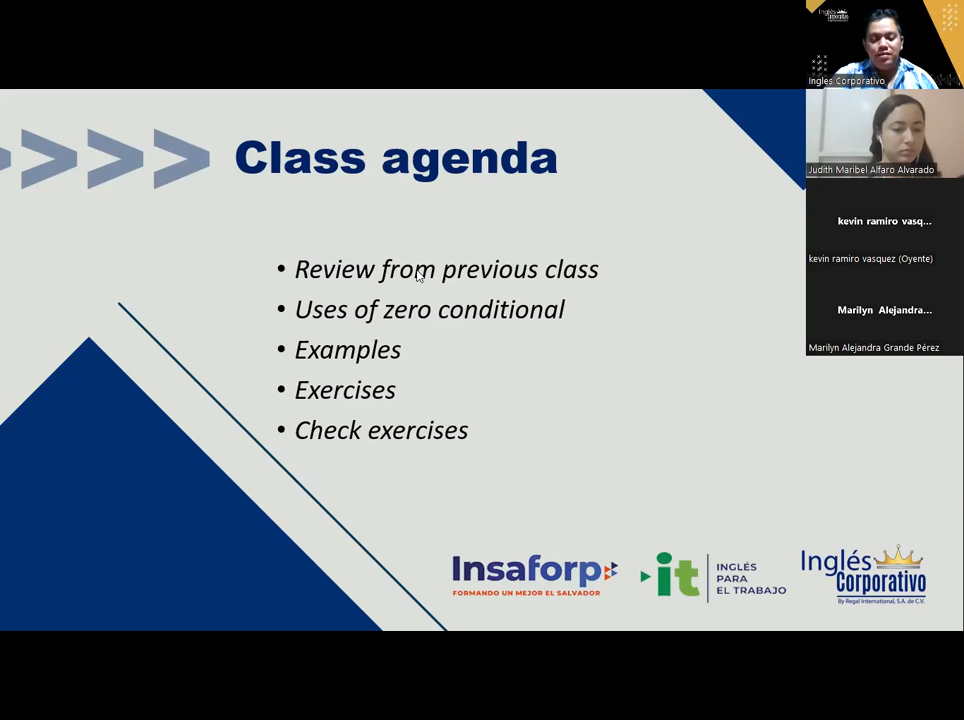 Inglés
Ingles Corporativo
Judith Maribel Alfaro Alvarado
kevin ramiro vasq...
kevin ramiro vasquez (Oyente)
Marilyn Alejandra...
Marilyn Alejandra Grande Pérez
Class agenda
• Review from previous class
• Uses of zero conditional
• Examples
• Exercises
• Check exercises
Insaforp
FORMANDO UN MEJOR EL SALVADOR
it
INGLÉS
PARA
EL TRABAJO
Inglés
Corporativo
By Regal International, S.A. de C.V.